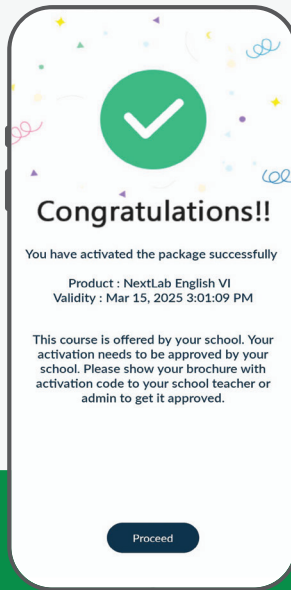 Congratulations!!
You have activated the package successfully
Product : NextLab English VI
Validity : Mar 15, 2025 3:01:09 PM
This course is offered by your school. Your
activation needs to be approved by your
school. Please show your brochure with
activation code to your school teacher or
admin to get it approved.
Proceed